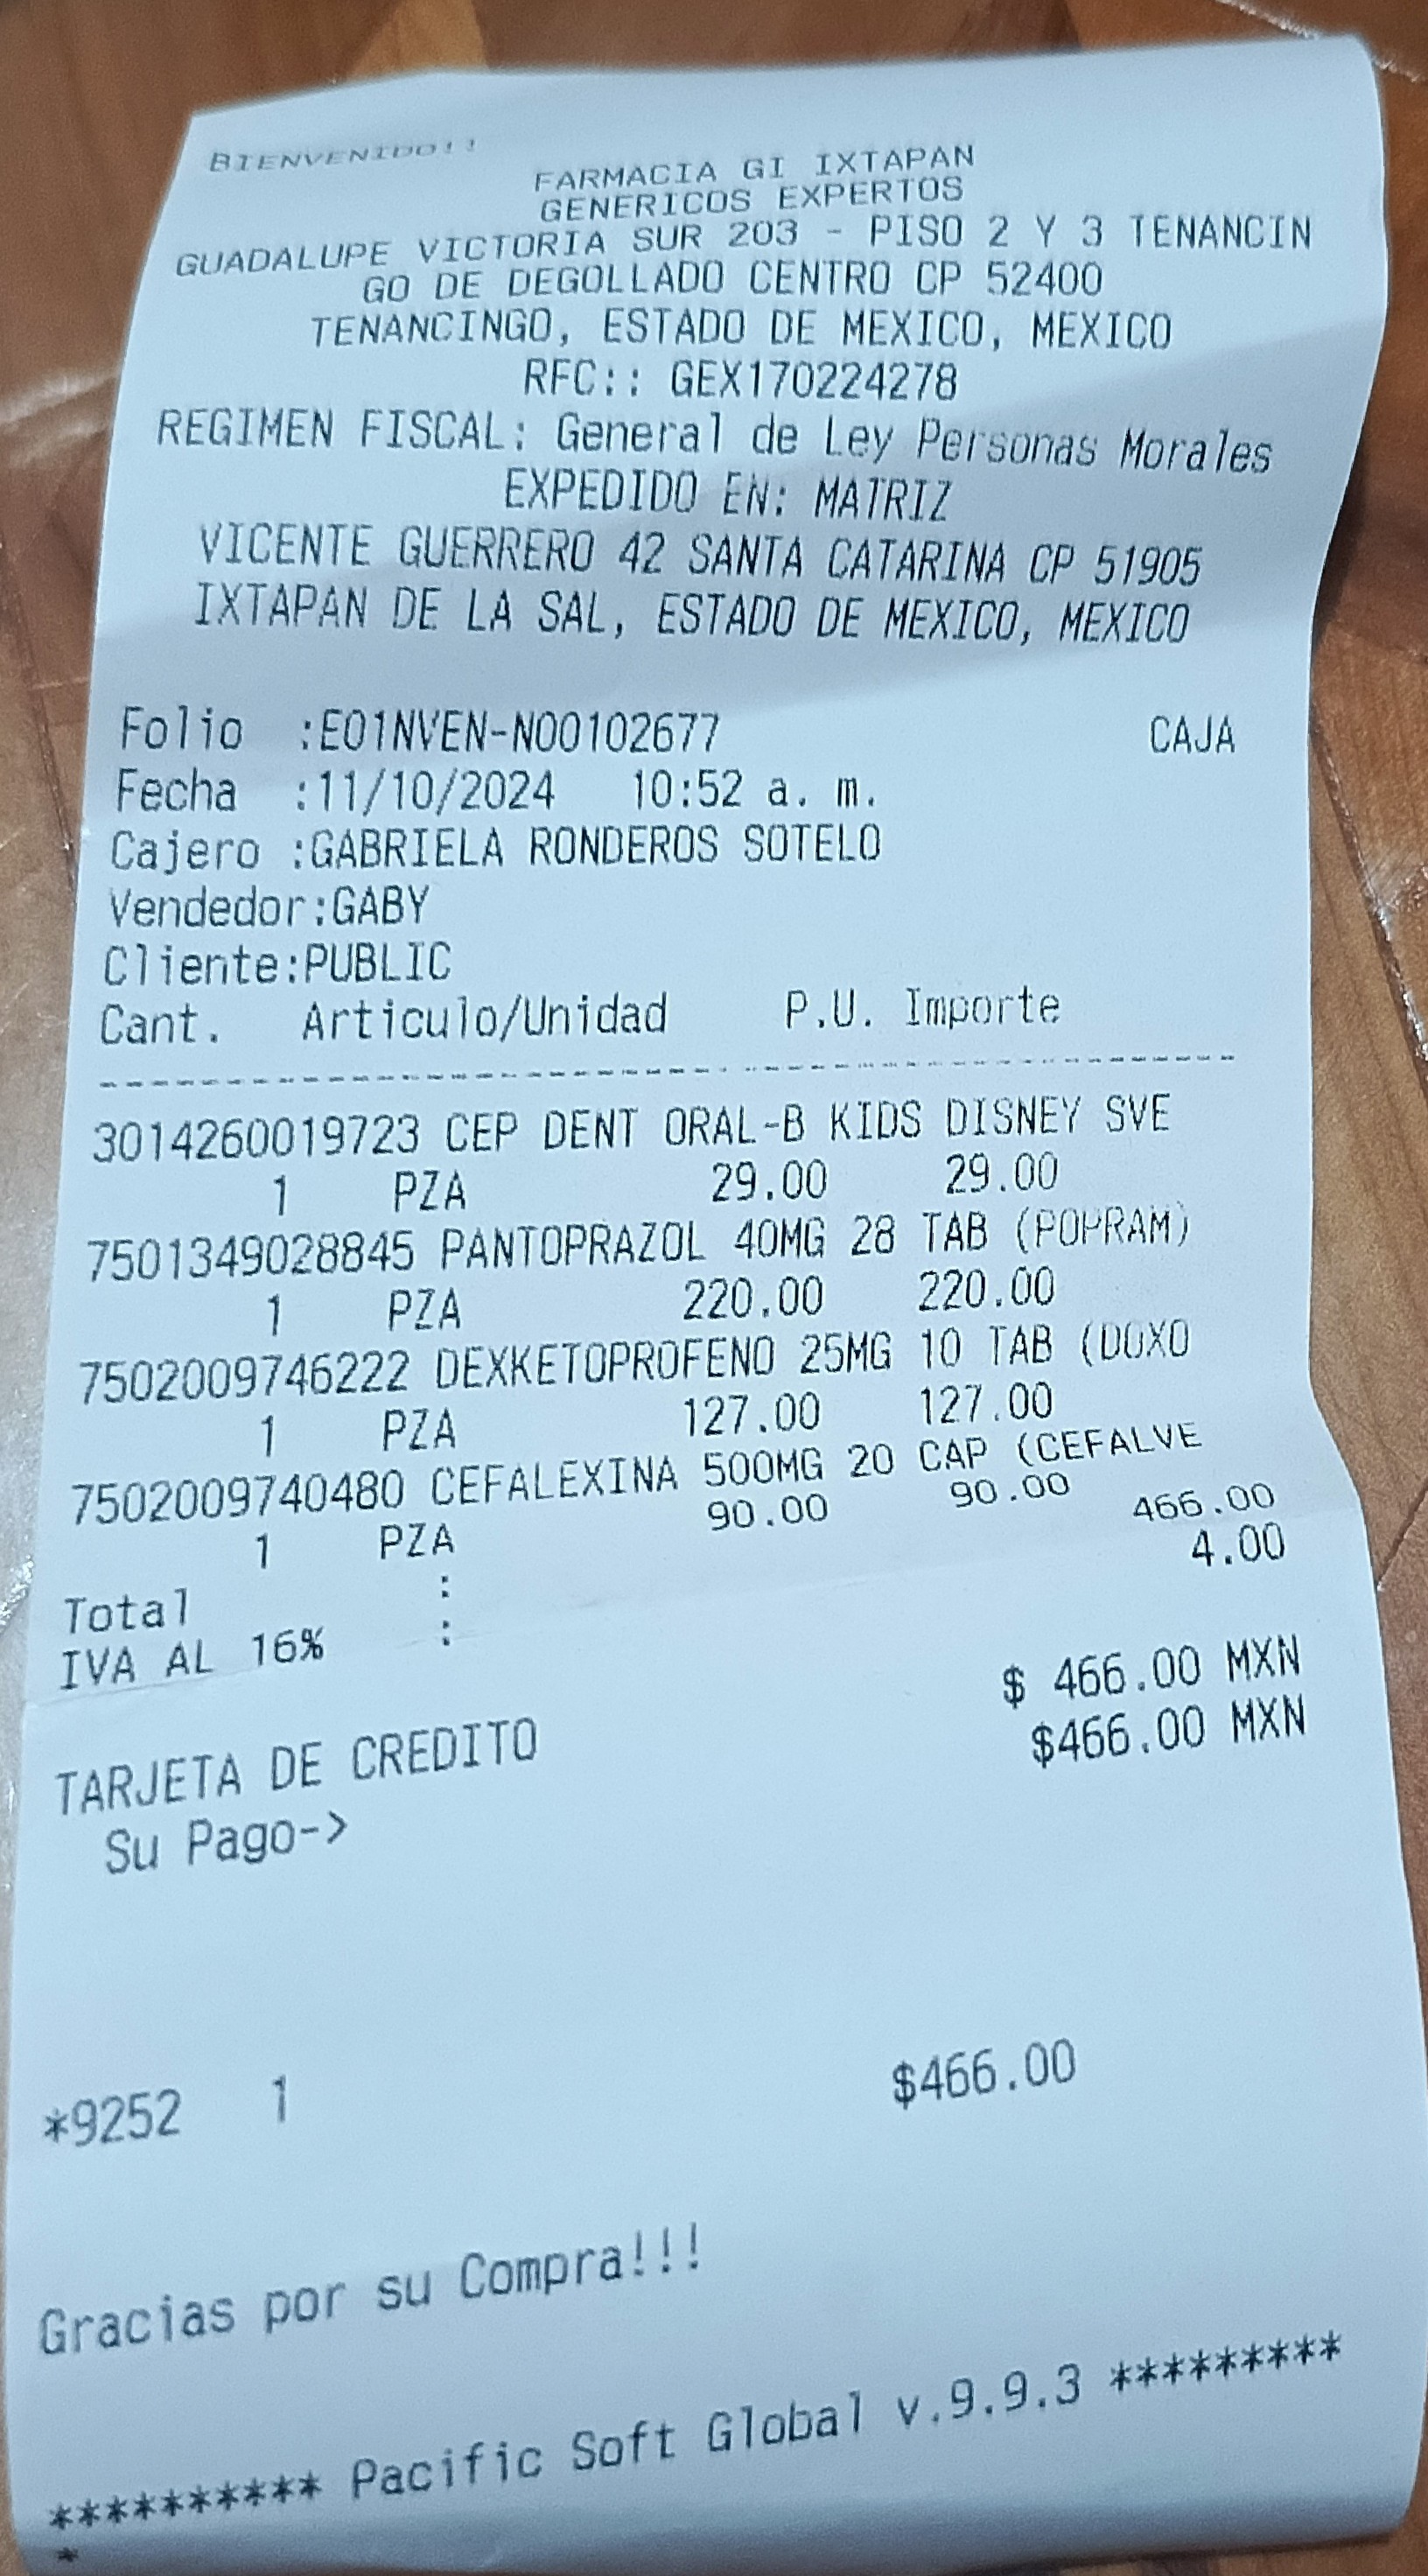 BIENVENIDO!!
FARMACIA GI IXTAPAN
GENERICOS EXPERTOS
GUADALUPE VICTORIA SUR 203 - PISO 2 Y 3 TENANCIN
GO DE DEGOLLADO CENTRO CP 52400
TENANCINGO, ESTADO DE MEXICO, MEXICO
RFC:: GEX170224278
REGIMEN FISCAL: General de Ley Personas Morales
EXPEDIDO EN: MATRIZ
VICENTE GUERRERO 42 SANTA CATARINA CP 51905
IXTAPAN DE LA SAL, ESTADO DE MEXICO, MEXICO
Folio :E01NVEN-N00102677 CAJA
Fecha :11/10/2024 10:52 a. m.
Cajero :GABRIELA RONDEROS SOTELO
Vendedor:GABY
Cliente:PUBLIC
Cant. Articulo/Unidad P.U. Importe
----------------------------------------
3014260019723 CEP DENT ORAL-B KIDS DISNEY SVE
1 PZA 29.00 29.00
7501349028845 PANTOPRAZOL 40MG 28 TAB (POPRAM)
1 PZA 220.00 220.00
7502009746222 DEXKETOPROFENO 25MG 10 TAB (DOXO
1 PZA 127.00 127.00
7502009740480 CEFALEXINA 500MG 20 CAP (CEFALVE
1 PZA 90.00 90.00
Total : 466.00
IVA AL 16% : 4.00
TARJETA DE CREDITO $ 466.00 MXN
Su Pago-> $466.00 MXN
*9252 1 $466.00
Gracias por su Compra!!!
********** Pacific Soft Global v.9.9.3 *********
*